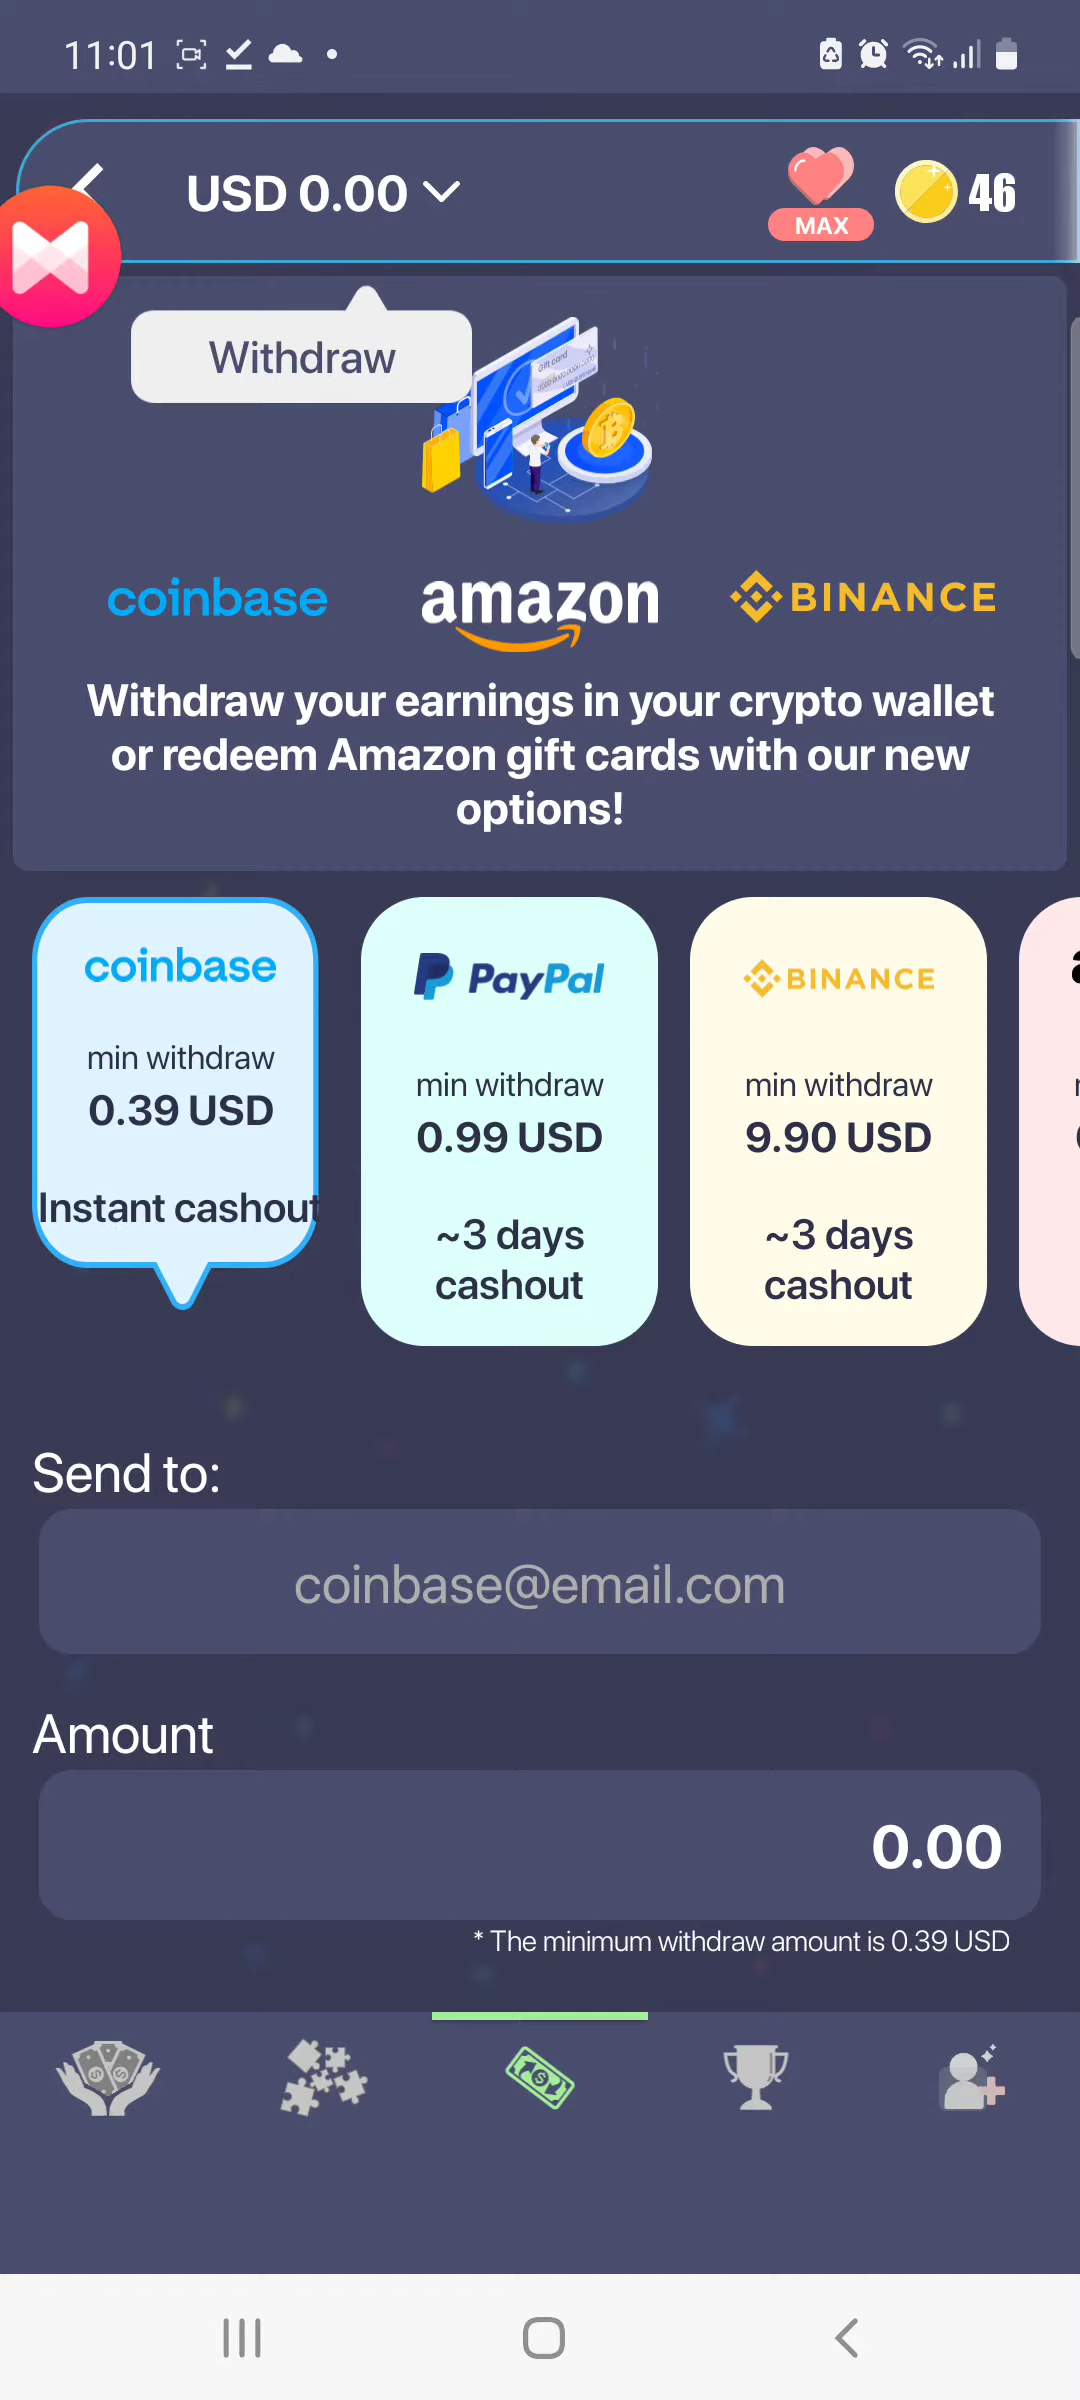 11:01
USD 0.00
MAX
46
Withdraw
Gift card
coinbase
amazon
BINANCE
Withdraw your earnings in your crypto wallet
or redeem Amazon gift cards with our new
options!
coinbase
min withdraw
0.39 USD
Instant cashout
PayPal
min withdraw
0.99 USD
~3 days
cashout
BINANCE
min withdraw
9.90 USD
~3 days
cashout
Send to:
coinbase@email.com
Amount
0.00
* The minimum withdraw amount is 0.39 USD